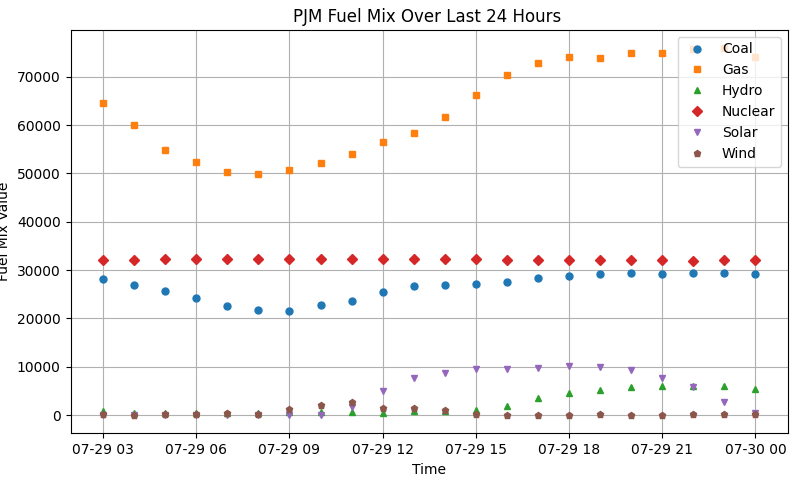 PJM Fuel Mix Over Last 24 Hours
Coal
Gas
Hydro
Nuclear
Solar
Wind
70000
60000
50000
40000
30000
20000
10000
0
Fuel Mix Value
07-29 03 07-29 06 07-29 09 07-29 12 07-29 15 07-29 18 07-29 21 07-30 00
Time